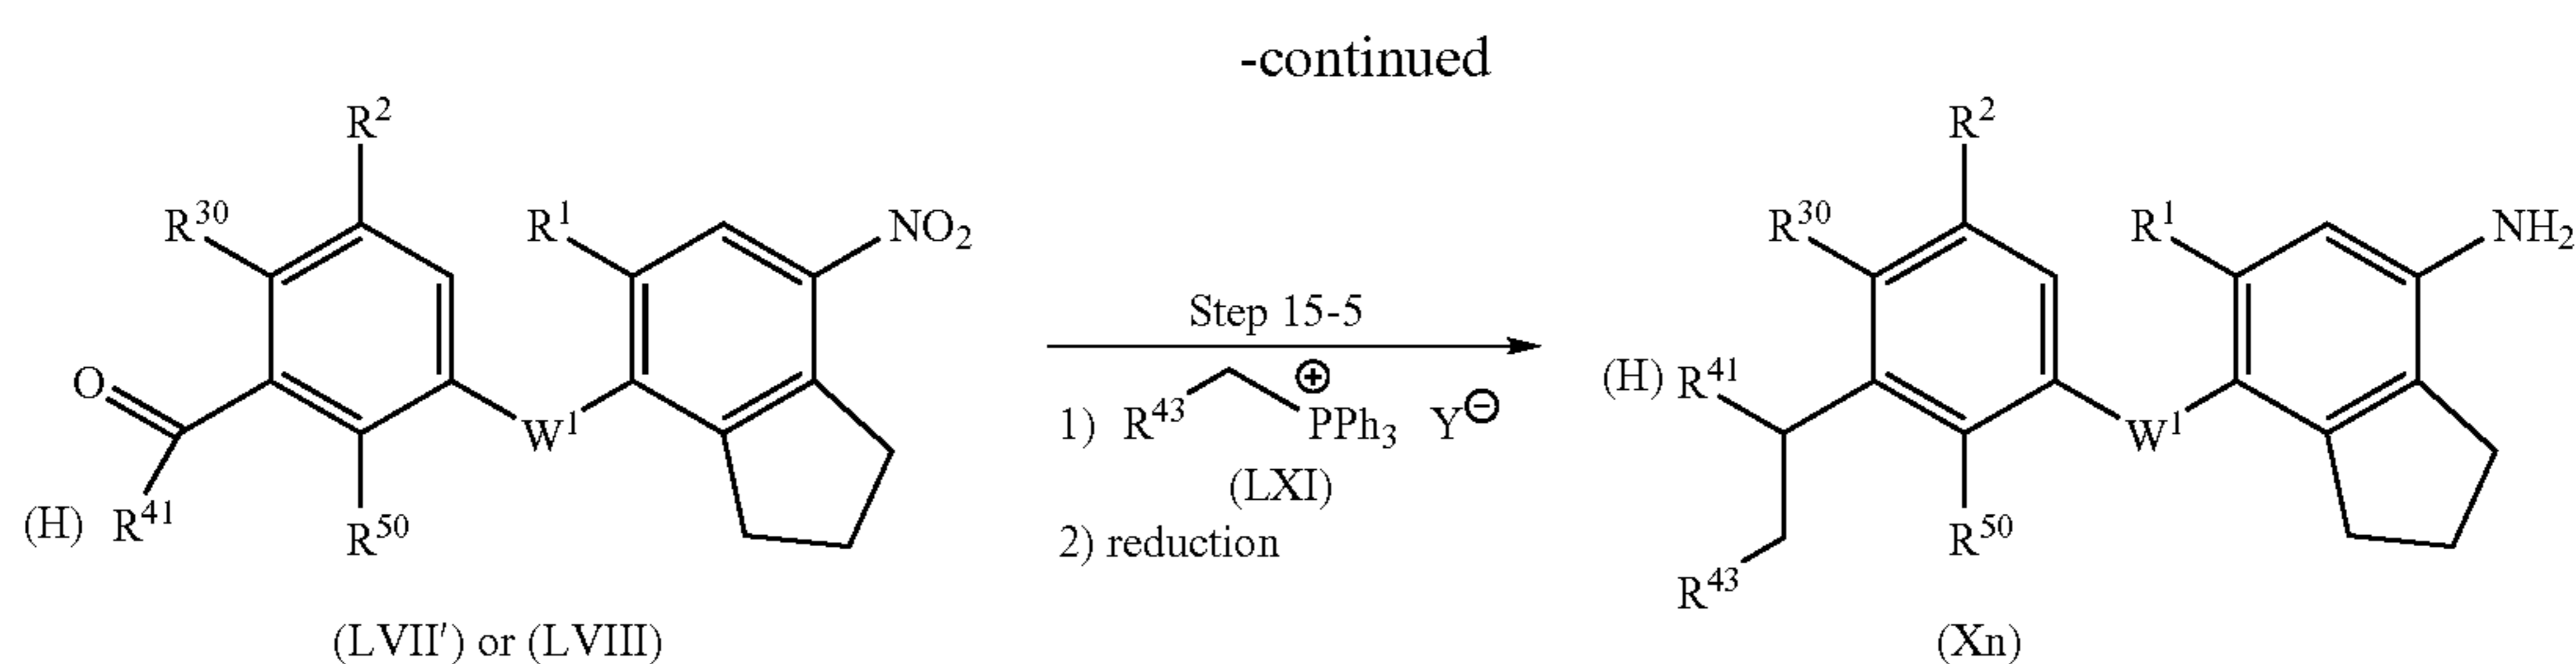 -continued
R²
R³⁰
O
(H) R⁴¹
R⁵⁰
W¹
R¹
NO₂
(LVII′) or (LVIII)
Step 15-5
1) R⁴³ ⊕ PPh₃ Y⊖
(LXI)
2) reduction
R²
R³⁰
(H) R⁴¹
R⁴³
R⁵⁰
W¹
R¹
NH₂
(Xn)